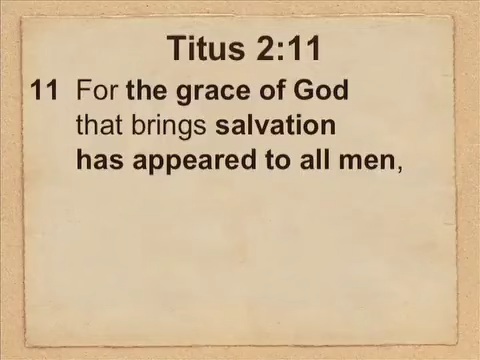 Titus 2:11
11 For the grace of God
that brings salvation
has appeared to all men,